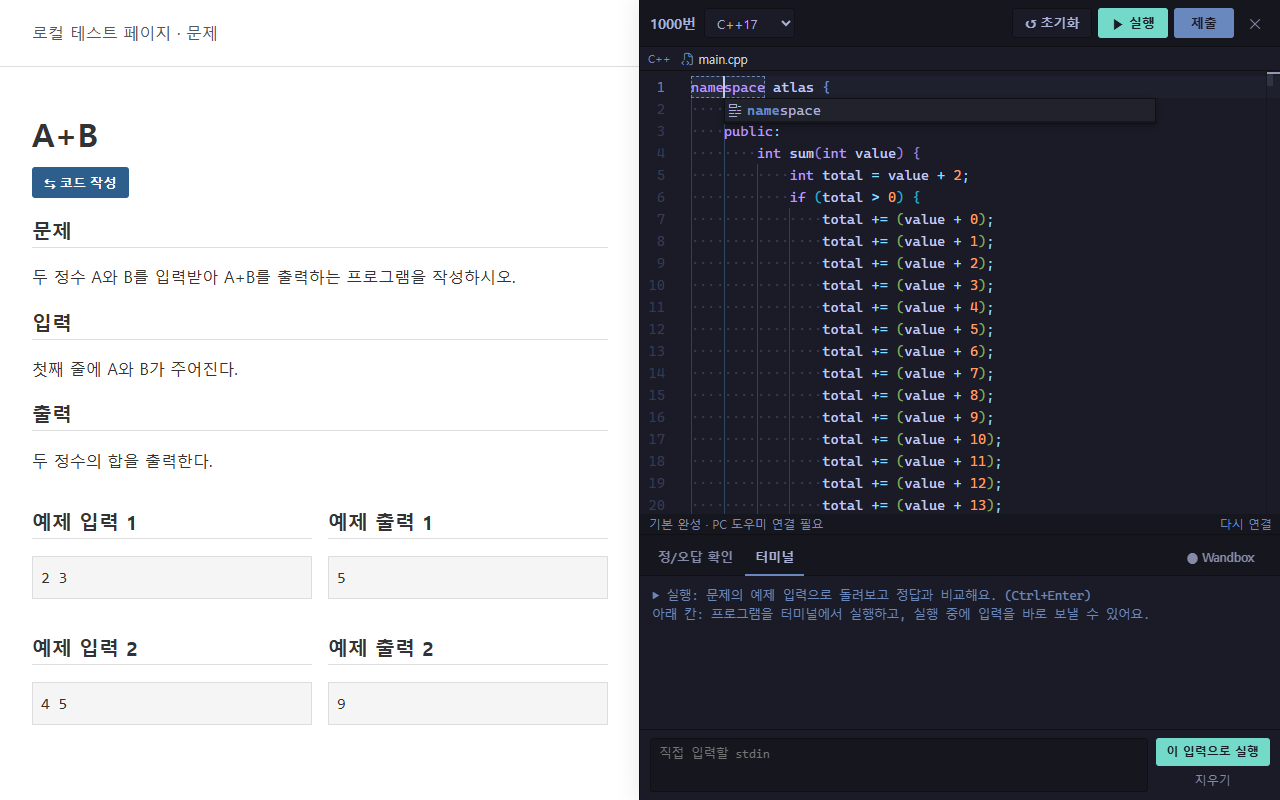 로컬 테스트 페이지 · 문제
A+B
⇆ 코드 작성
문제
두 정수 A와 B를 입력받아 A+B를 출력하는 프로그램을 작성하시오.
입력
첫째 줄에 A와 B가 주어진다.
출력
두 정수의 합을 출력한다.
예제 입력 1
예제 출력 1
2 3
5
예제 입력 2
예제 출력 2
4 5
9
1000번 C++17 ↺ 초기화 ▶ 실행 제출 ×
C++ main.cpp
1 namespace atlas {
namespace
2
3 public:
4 int sum(int value) {
5 int total = value + 2;
6 if (total > 0) {
7 total += (value + 0);
8 total += (value + 1);
9 total += (value + 2);
10 total += (value + 3);
11 total += (value + 4);
12 total += (value + 5);
13 total += (value + 6);
14 total += (value + 7);
15 total += (value + 8);
16 total += (value + 9);
17 total += (value + 10);
18 total += (value + 11);
19 total += (value + 12);
20 total += (value + 13);
기본 완성 · PC 도우미 연결 필요 다시 연결
정/오답 확인 터미널 ● Wandbox
▶ 실행: 문제의 예제 입력으로 돌려보고 정답과 비교해요. (Ctrl+Enter)
아래 칸: 프로그램을 터미널에서 실행하고, 실행 중에 입력을 바로 보낼 수 있어요.
직접 입력할 stdin
이 입력으로 실행
지우기